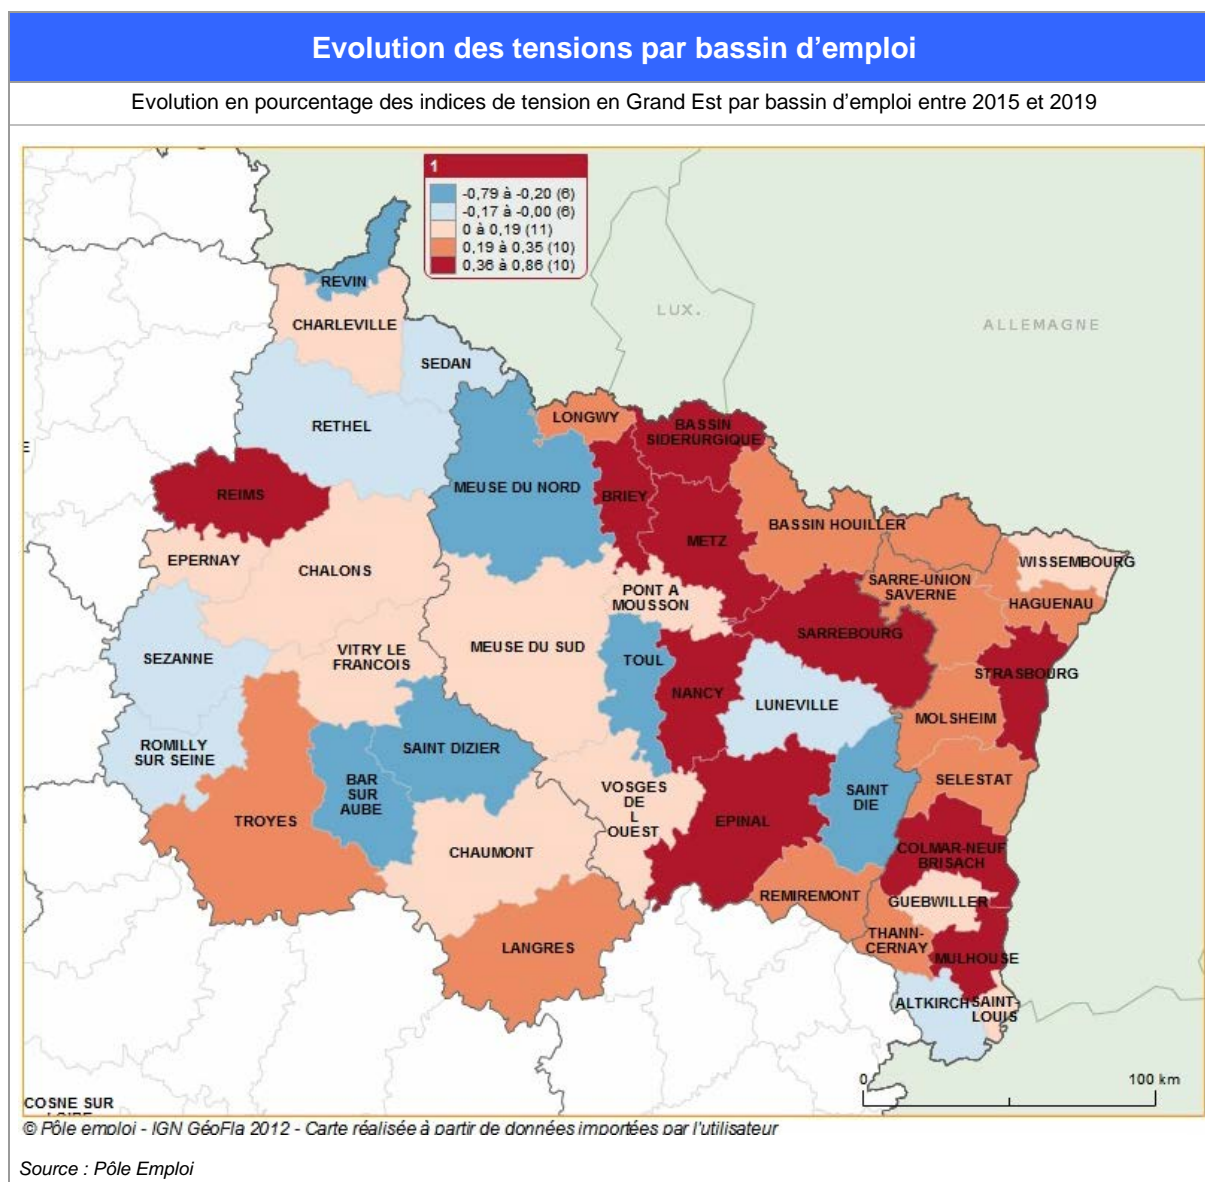 Evolution des tensions par bassin d'emploi
Evolution en pourcentage des indices de tension en Grand Est par bassin d'emploi entre 2015 et 2019
1
-0,79 à -0,20 (6)
-0,17 à -0,00 (6)
0 à 0,19 (11)
0,19 à 0,35 (10)
0,36 à 0,86 (10)
REVIN
CHARLEVILLE
SEDAN
LUX.
ALLEMAGNE
RETHEL
LONGWY
BASSIN
SIDERURGIQUE
E
REIMS
MEUSE DU NORD
BRIEY
METZ
BASSIN HOUILLER
EPERNAY
CHALONS
WISSEMBOURG
SARRE-UNION
SAVERNE
PONT A
MOUSSON
HAGUENAU
SARREBOURG
SEZANNE
VITRY LE
FRANCOIS
MEUSE DU SUD
TOUL
NANCY
STRASBOURG
LUNEVILLE
MOLSHEIM
ROMILLY
SUR SEINE
SAINT DIZIER
BAR
SUR
AUBE
VOSGES
DE
L
OUEST
SAINT
DIE
SELESTAT
TROYES
EPINAL
CHAUMONT
COLMAR-NEUF
BRISACH
REMIREMONT
GUEBWILLER
LANGRES
THANN-
CERNAY
MULHOUSE
ALTKIRCH
SAINT-
LOUIS
0
100 km
COSNE SUR
© Pôle emploi - IGN GéoFla 2012 - Carte réalisée à partir de données importées par l'utilisateur
Source : Pôle Emploi